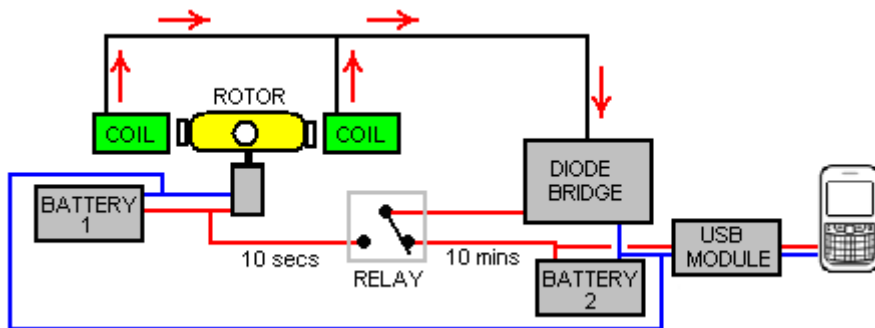 ROTOR
COIL
COIL
DIODE
BRIDGE
BATTERY
1
USB
MODULE
10 secs
10 mins
RELAY
BATTERY
2